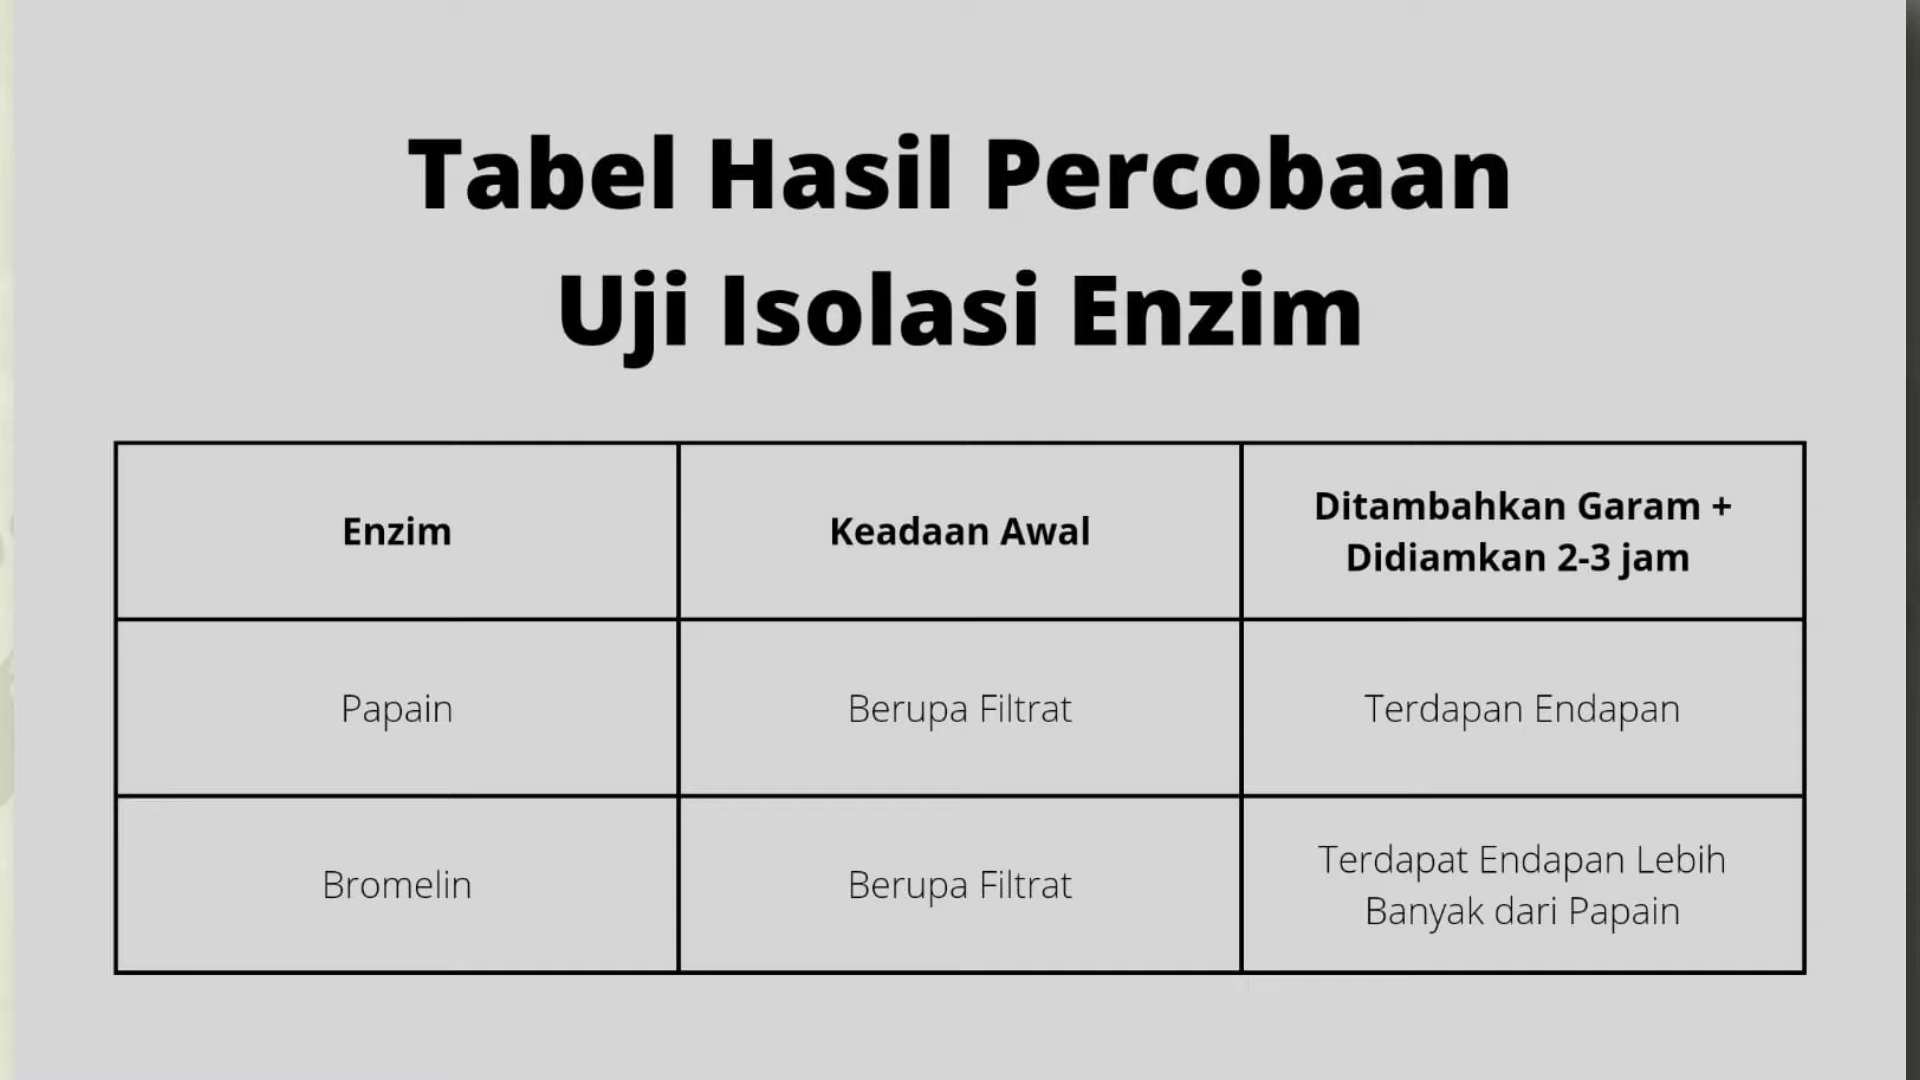 Tabel Hasil Percobaan
Uji Isolasi Enzim
Enzim
Keadaan Awal
Ditambahkan Garam +
Didiamkan 2-3 jam
Papain
Berupa Filtrat
Terdapan Endapan
Bromelin
Berupa Filtrat
Terdapat Endapan Lebih
Banyak dari Papain